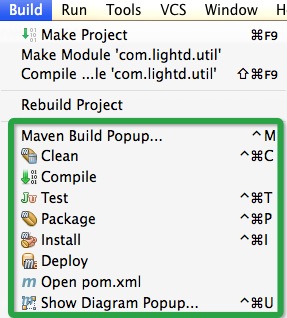 Build Run Tools VCS Window
Make Project ⌘F9
Make Module 'com.lightd.util'
Compile ...le 'com.lightd.util' ⇧⌘F9
Rebuild Project
Maven Build Popup... ^M
Clean ^⌘C
Compile
Test ^⌘T
Package ^⌘P
Install ^⌘I
Deploy
Open pom.xml
Show Diagram Popup... ^⌘U